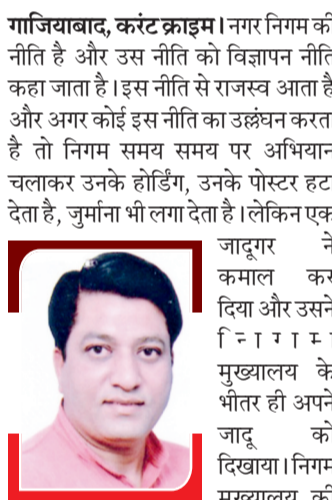 गाजियाबाद, करंट क्राइम। नगर निगम की
नीति है और उस नीति को विज्ञापन नीति
कहा जाता है। इस नीति से राजस्व आता है
और अगर कोई इस नीति का उल्लंघन करत
है तो निगम समय समय पर अभियान
चलाकर उनके होर्डिंग, उनके पोस्टर हट
देता है, जुर्माना भी लगा देता है। लेकिन एक
जादूगर ने
कमाल कर
दिया और उसने
निगम
मुख्यालय के
भीतर ही अपने
जादू को
दिखाया। निगम
मुख्यालय की